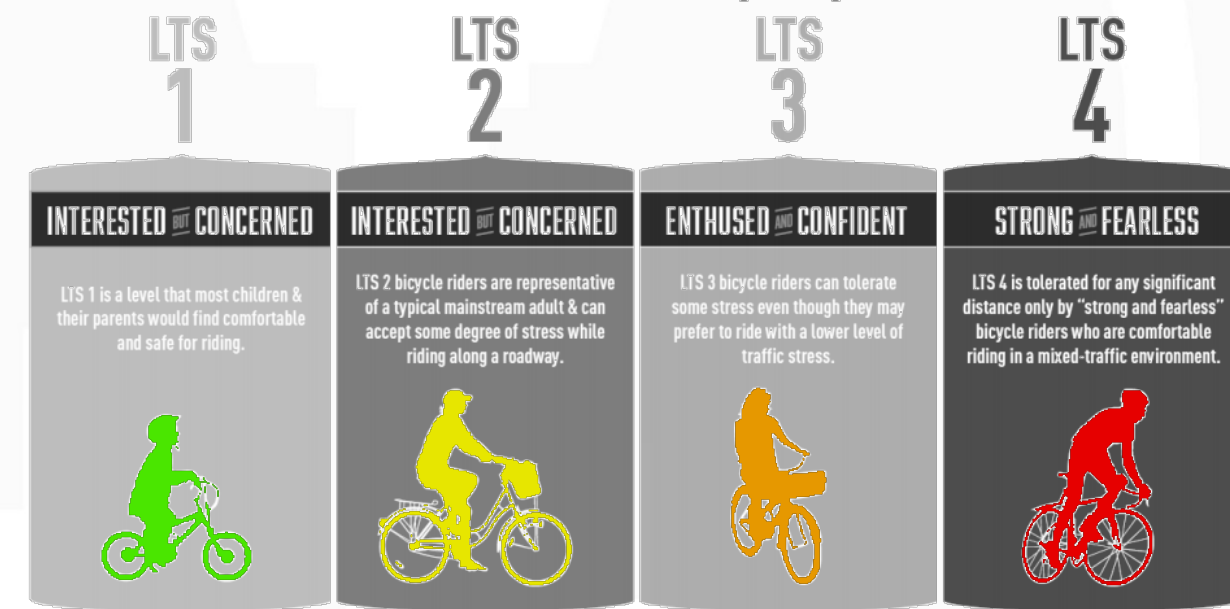 LTS
1
INTERESTED BUT CONCERNED
LTS 1 is a level that most children &
their parents would find comfortable
and safe for riding.
LTS
2
INTERESTED BUT CONCERNED
LTS 2 bicycle riders are representative
of a typical mainstream adult & can
accept some degree of stress while
riding along a roadway.
LTS
3
ENTHUSED AND CONFIDENT
LTS 3 bicycle riders can tolerate
some stress even though they may
prefer to ride with a lower level of
traffic stress.
LTS
4
STRONG AND FEARLESS
LTS 4 is tolerated for any significant
distance only by "strong and fearless"
bicycle riders who are comfortable
riding in a mixed-traffic environment.